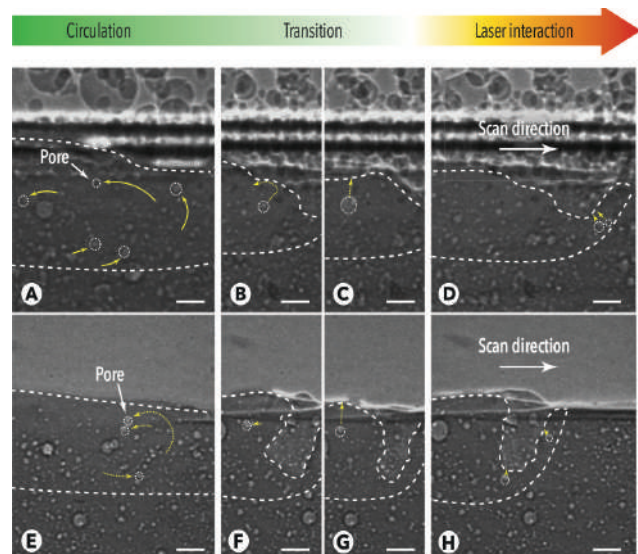 Circulation Transition Laser interaction
Pore
Scan direction
A B C D
Pore
Scan direction
E F G H